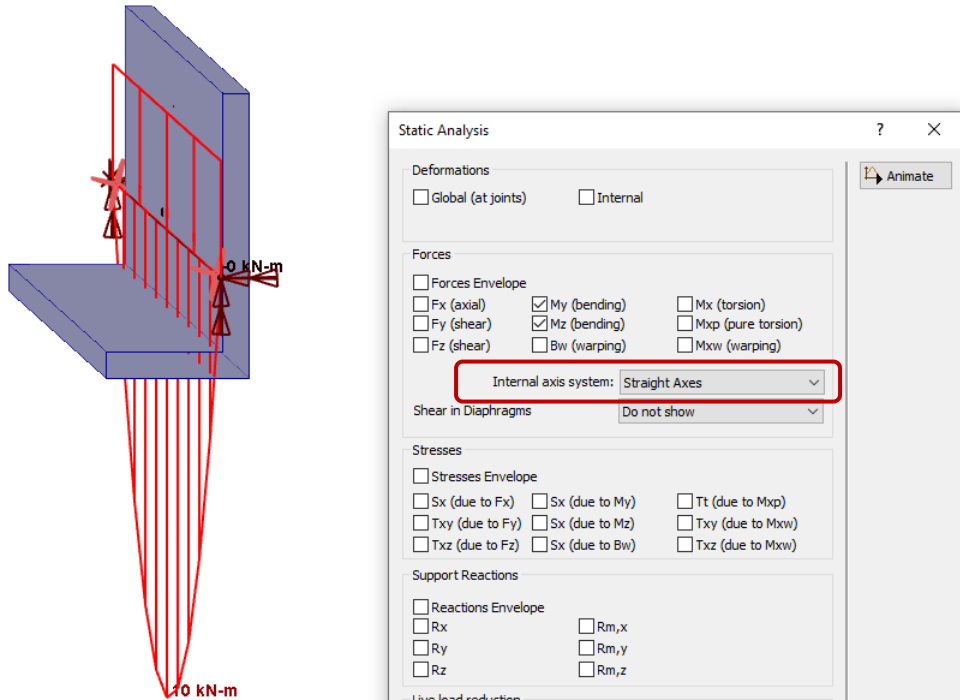 -0 kN-m
10 kN-m
Static Analysis
?
Animate
Deformations
Global (at joints) Internal
Forces
Forces Envelope
Fx (axial) My (bending) Mx (torsion)
Fy (shear) Mz (bending) Mxp (pure torsion)
Fz (shear) Bw (warping) Mxw (warping)
Internal axis system: Straight Axes
Shear in Diaphragms Do not show
Stresses
Stresses Envelope
Sx (due to Fx) Sx (due to My) Tt (due to Mxp)
Txy (due to Fy) Sx (due to Mz) Txy (due to Mxw)
Txz (due to Fz) Sx (due to Bw) Txz (due to Mxw)
Support Reactions
Reactions Envelope
Rx Rm,x
Ry Rm,y
Rz Rm,z
Live load reduction